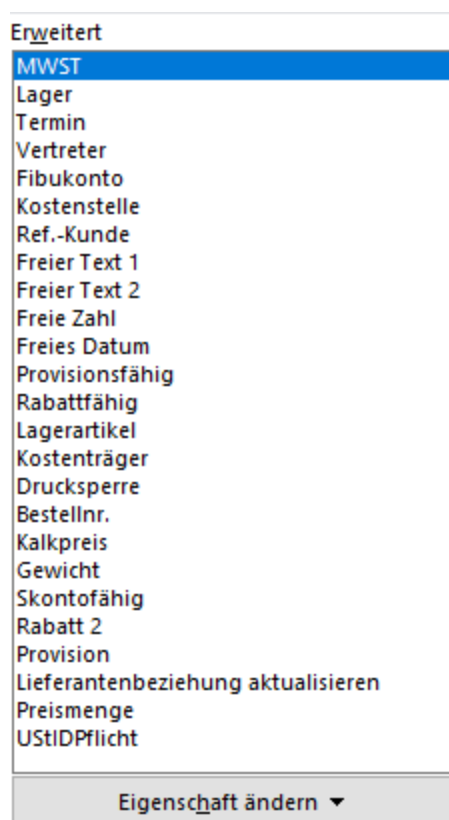 Erweitert
MWST
Lager
Termin
Vertreter
Fibukonto
Kostenstelle
Ref.-Kunde
Freier Text 1
Freier Text 2
Freie Zahl
Freies Datum
Provisionsfähig
Rabattfähig
Lagerartikel
Kostenträger
Drucksperre
Bestellnr.
Kalkpreis
Gewicht
Skontofähig
Rabatt 2
Provision
Lieferantenbeziehung aktualisieren
Preismenge
UStIDPflicht
Eigenschaft ändern